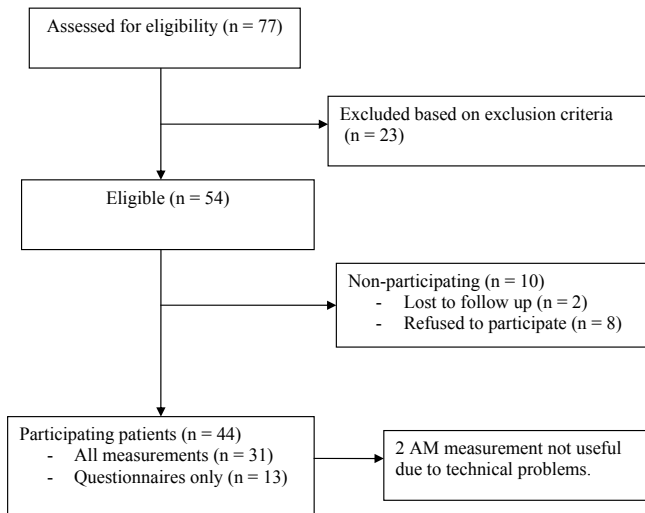 Assessed for eligibility (n = 77)
Excluded based on exclusion criteria
(n = 23)
Eligible (n = 54)
Non-participating (n = 10)
- Lost to follow up (n = 2)
- Refused to participate (n = 8)
Participating patients (n = 44)
- All measurements (n = 31)
- Questionnaires only (n = 13)
2 AM measurement not useful
due to technical problems.